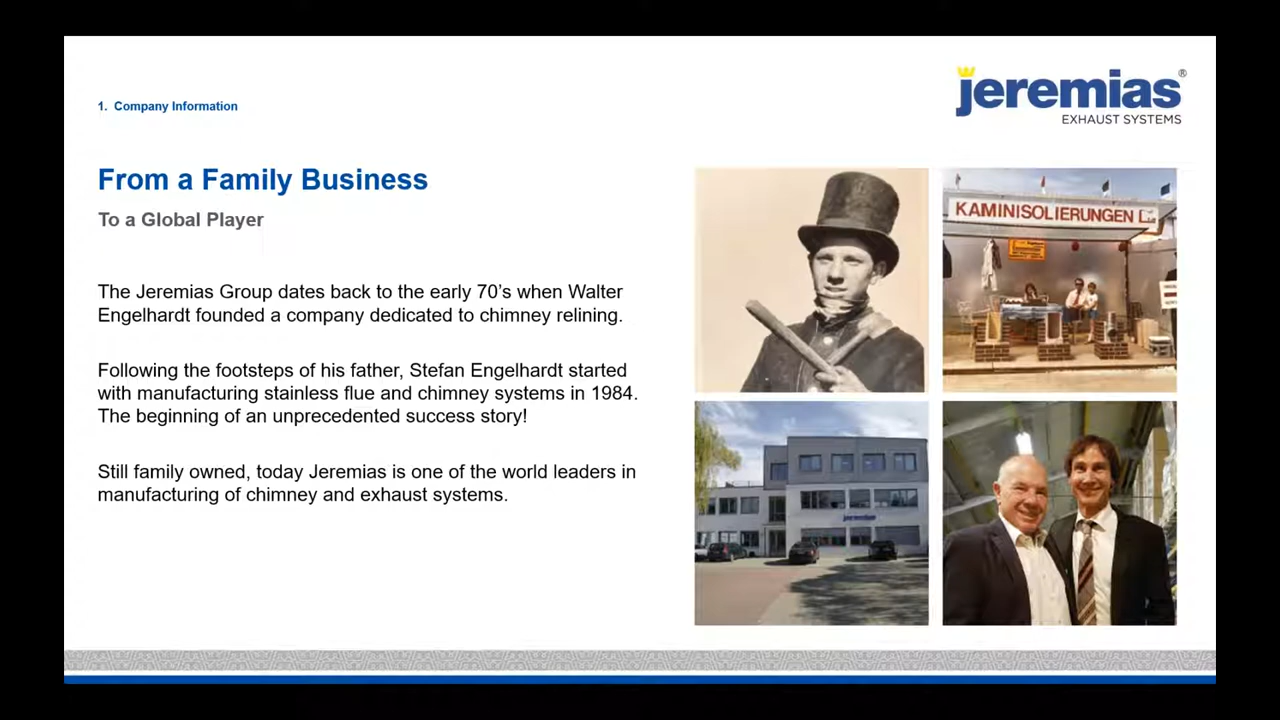 1. Company Information
jeremias®
EXHAUST SYSTEMS
From a Family Business
To a Global Player
The Jeremias Group dates back to the early 70's when Walter
Engelhardt founded a company dedicated to chimney relining.
Following the footsteps of his father, Stefan Engelhardt started
with manufacturing stainless flue and chimney systems in 1984.
The beginning of an unprecedented success story!
Still family owned, today Jeremias is one of the world leaders in
manufacturing of chimney and exhaust systems.
KAMINISOLIERUNGEN
jeremias